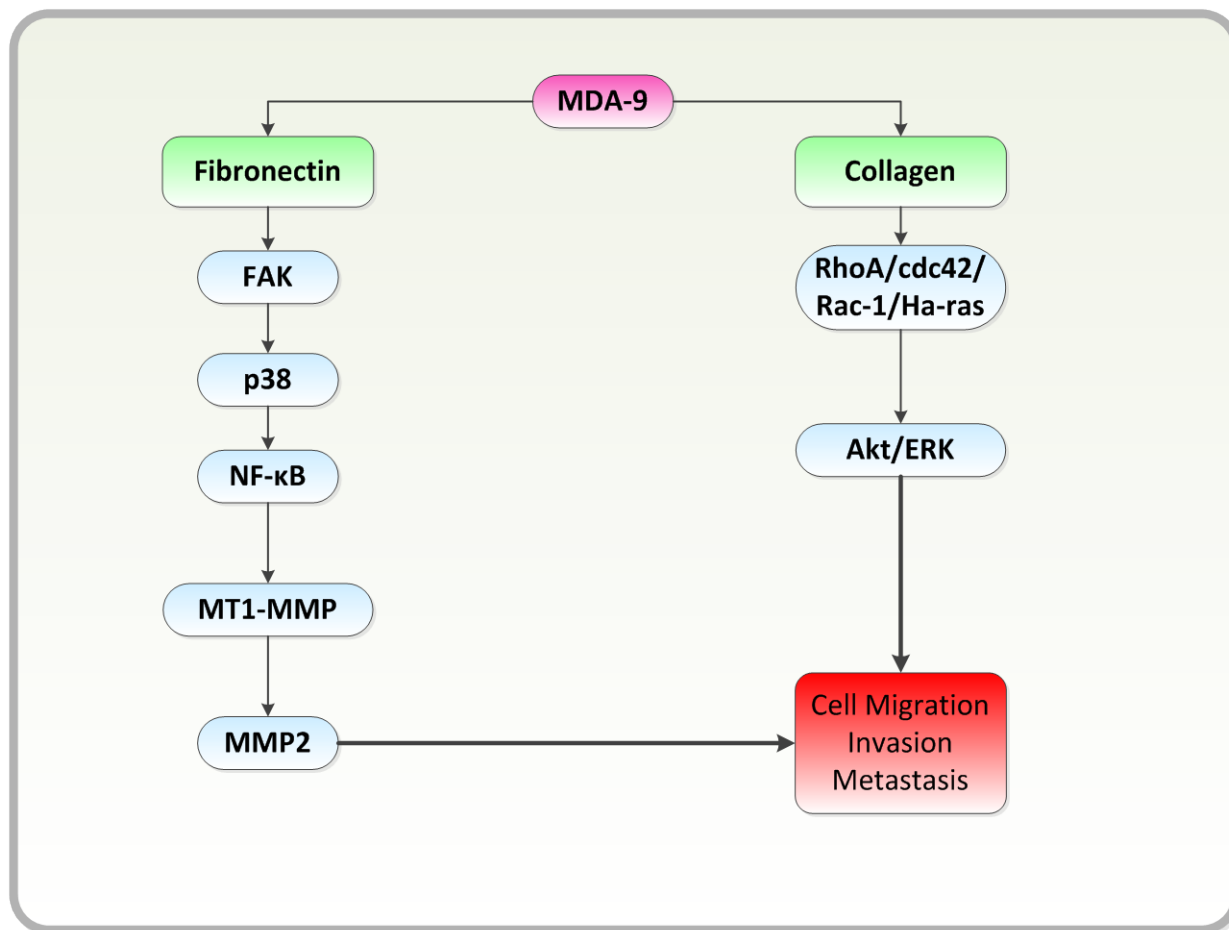 MDA-9
Fibronectin
Collagen
FAK
RhoA/cdc42/
Rac-1/Ha-ras
p38
NF-κB
Akt/ERK
MT1-MMP
MMP2
Cell Migration
Invasion
Metastasis